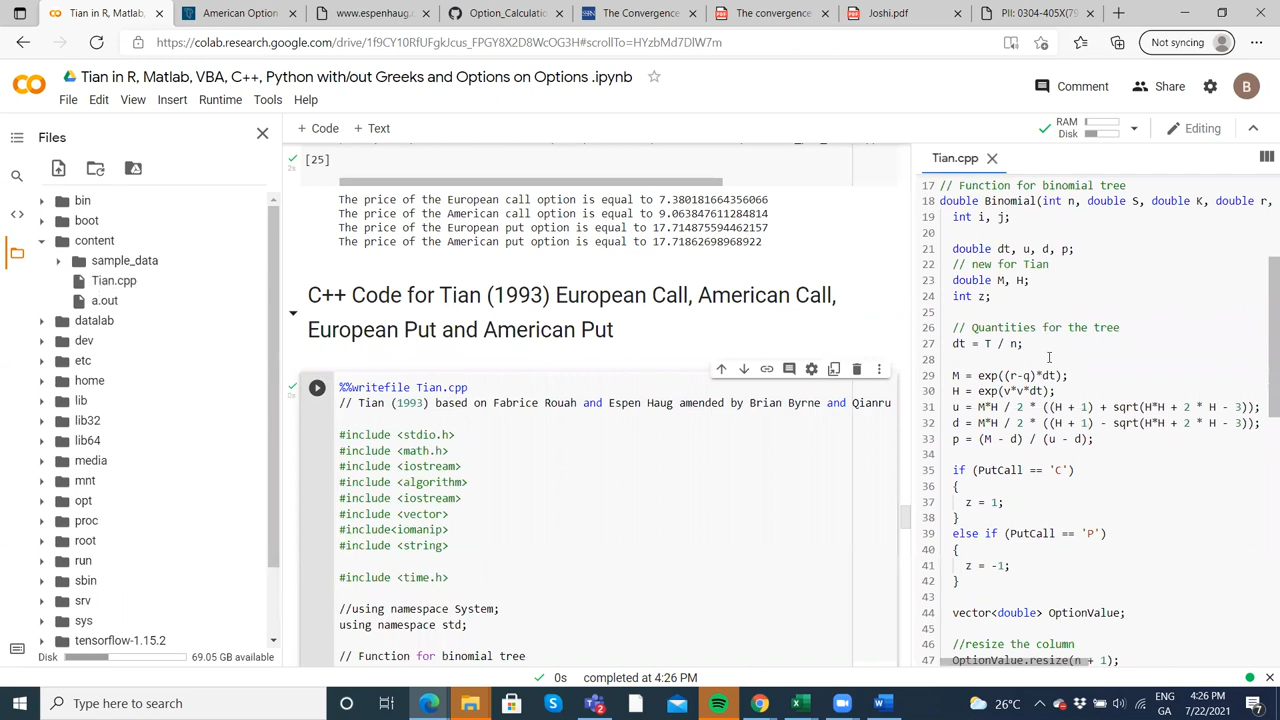 Tian in R, Matlab, VBA,
American Option
www.espenhaug.c
Option_Calculatio
The Convergence
The convergence
Joshi.pdf
PII: 0304-405X(79
https://colab.research.google.com/drive/1f9CY10RfUFgkJcus_FPGY8X2D8WcOG3H#scrollTo=HYzbMd7DlW7m
Not syncing
CO
Tian in R, Matlab, VBA, C++, Python with/out Greeks and Options on Options .ipynb
Comment
Share
B
File Edit View Insert Runtime Tools Help
Files
+ Code + Text
RAM
Disk
Editing
bin
boot
content
sample_data
Tian.cpp
a.out
datalab
dev
etc
home
lib
lib32
lib64
media
mnt
opt
proc
root
run
sbin
srv
sys
tensorflow-1.15.2
Disk 69.05 GB available
2s
[25]
The price of the European call option is equal to 7.380181664356066
The price of the American call option is equal to 9.063847611284814
The price of the European put option is equal to 17.714875594462157
The price of the American put option is equal to 17.71862698968922
C++ Code for Tian (1993) European Call, American Call,
European Put and American Put
0s
%%writefile Tian.cpp
// Tian (1993) based on Fabrice Rouah and Espen Haug amended by Brian Byrne and Qianru
#include <stdio.h>
#include <math.h>
#include <iostream>
#include <algorithm>
#include <iostream>
#include <vector>
#include<iomanip>
#include <string>
#include <time.h>
//using namespace System;
using namespace std;
// Function for binomial tree
Tian.cpp
17 // Function for binomial tree
18 double Binomial(int n, double S, double K, double r,
19 int i, j;
20
21 double dt, u, d, p;
22 // new for Tian
23 double M, H;
24 int z;
25
26 // Quantities for the tree
27 dt = T / n;
28
29 M = exp((r-q)*dt);
30 H = exp(v*v*dt);
31 u = M*H / 2 * ((H + 1) + sqrt(H*H + 2 * H - 3));
32 d = M*H / 2 * ((H + 1) - sqrt(H*H + 2 * H - 3));
33 p = (M - d) / (u - d);
34
35 if (PutCall == 'C')
36 {
37 z = 1;
38 }
39 else if (PutCall == 'P')
40 {
41 z = -1;
42 }
43
44 vector<double> OptionValue;
45
46 //resize the column
47 OptionValue.resize(n + 1);
0s completed at 4:26 PM
Type here to search
26°C
ENG
GA
4:26 PM
7/22/2021